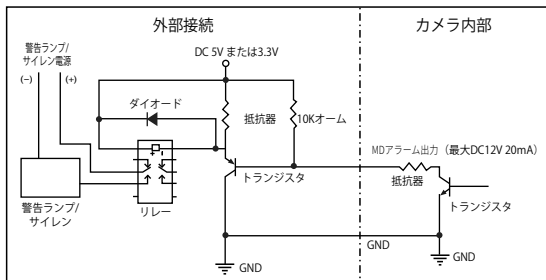 外部接続
カメラ内部
警告ランプ/
サイレン電源
(−)
(+)
DC 5V または3.3V
ダイオード
抵抗器
10Kオーム
MDアラーム出力（最大DC12V 20mA）
+
-
トランジスタ
抵抗器
トランジスタ
リレー
警告ランプ/
サイレン
GND
GND
GND